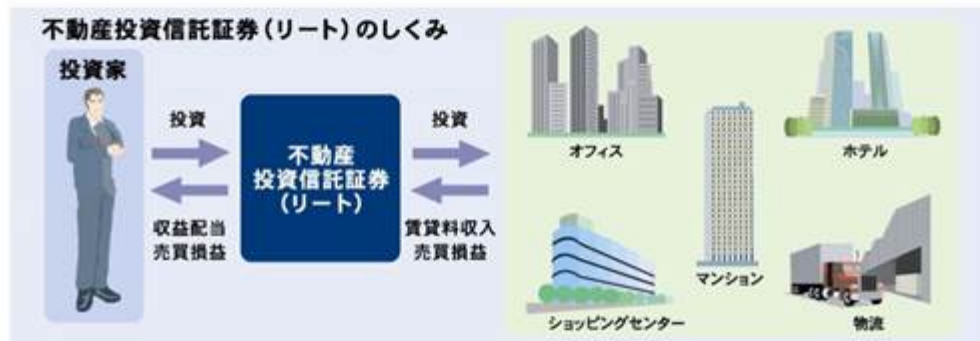 不動産投資信託証券(リート)のしくみ
投資家
投資
収益配当
売買損益
不動産
投資信託証券
(リート)
投資
賃貸料収入
売買損益
オフィス
ホテル
マンション
ショッピングセンター
物流